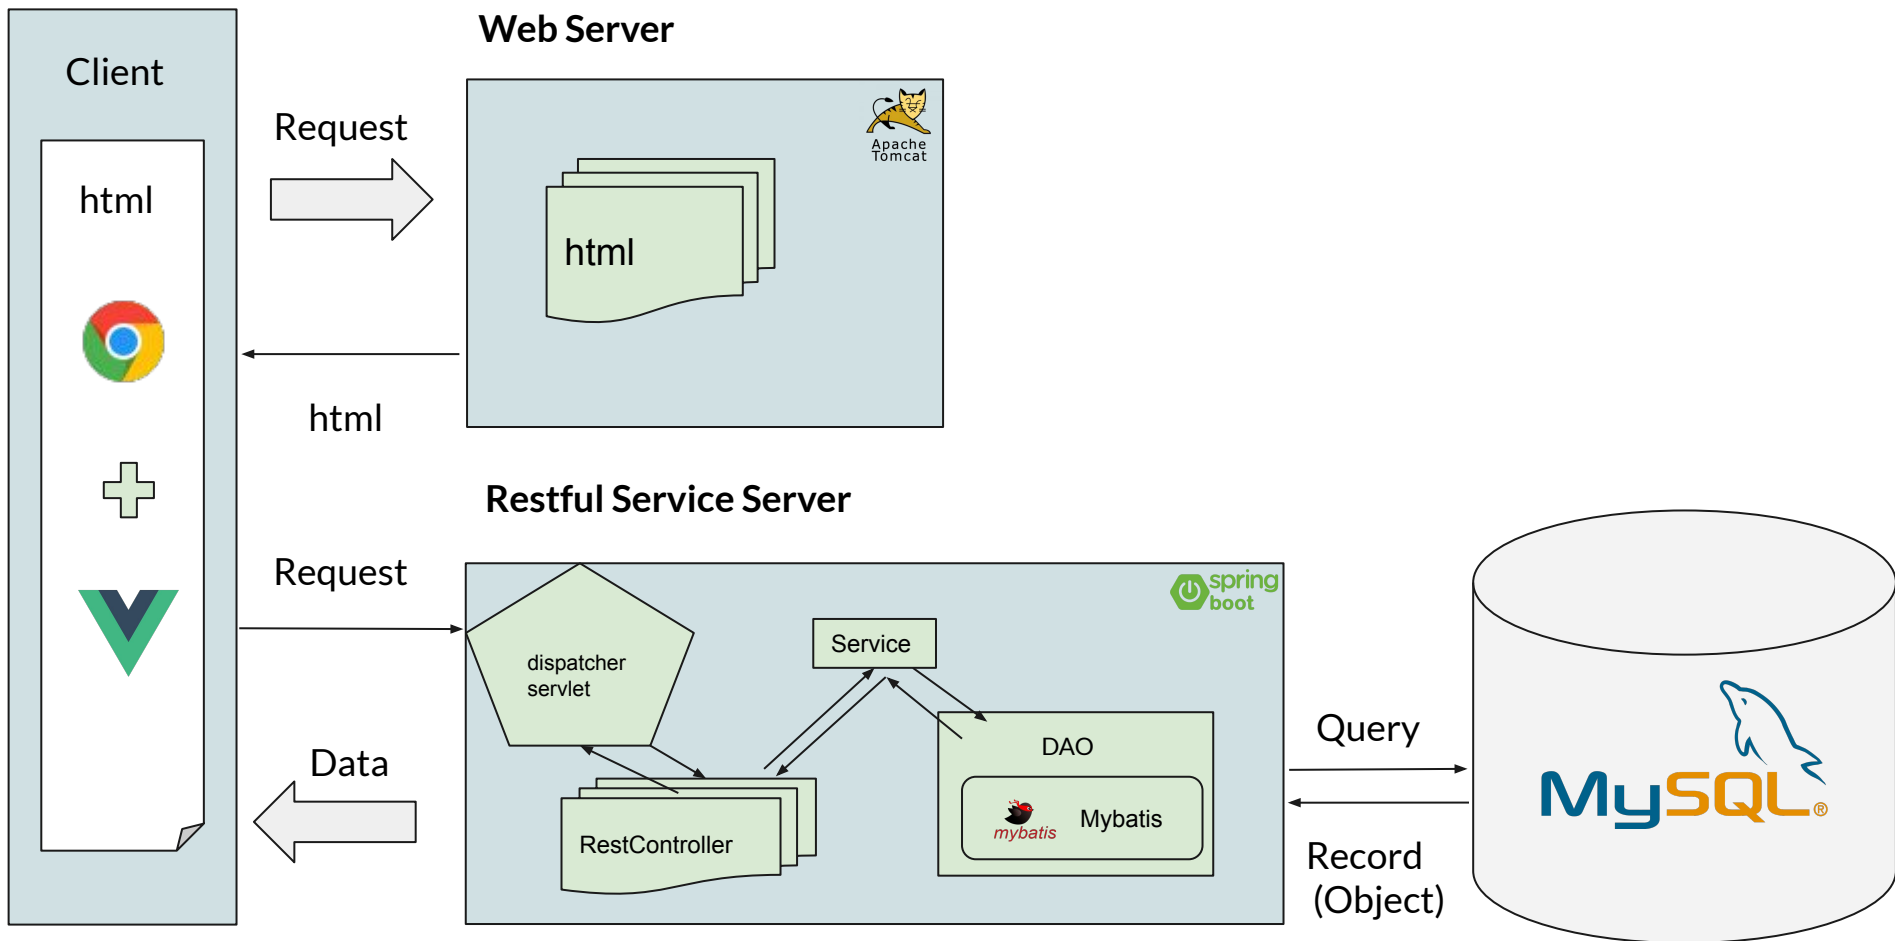 Client
html
Request
html
Web Server
Apache
Tomcat
html
Restful Service Server
Request
Data
spring
boot
dispatcher
servlet
Service
RestController
DAO
mybatis
Mybatis
Query
Record
(Object)
MySQL®